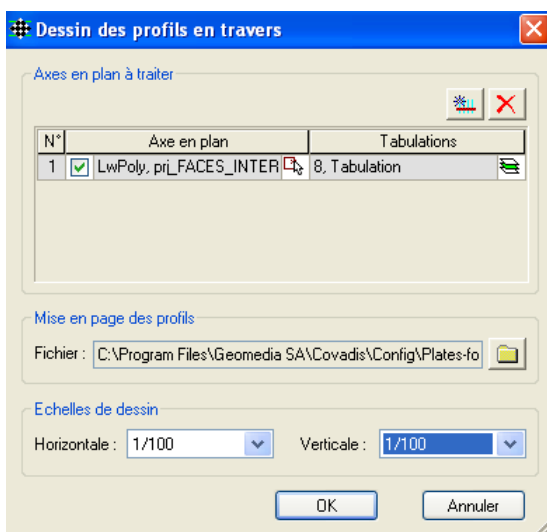 Dessin des profils en travers
Axes en plan à traiter
N° Axe en plan Tabulations
1 LwPoly, prj_FACES_INTER 8, Tabulation
Mise en page des profils
Fichier : C:\Program Files\Geomedia SA\Covadis\Config\Plates-fo
Echelles de dessin
Horizontale : 1/100 Verticale : 1/100
OK Annuler